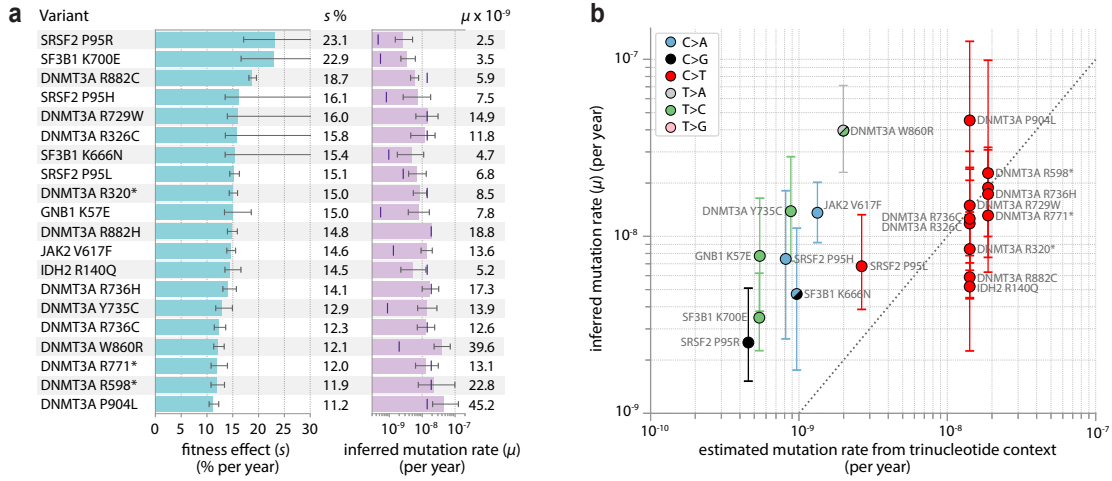 a
Variant s % μ x 10-9
SRSF2 P95R 23.1 2.5
SF3B1 K700E 22.9 3.5
DNMT3A R882C 18.7 5.9
SRSF2 P95H 16.1 7.5
DNMT3A R729W 16.0 14.9
DNMT3A R326C 15.8 11.8
SF3B1 K666N 15.4 4.7
SRSF2 P95L 15.1 6.8
DNMT3A R320* 15.0 8.5
GNB1 K57E 15.0 7.8
DNMT3A R882H 14.8 18.8
JAK2 V617F 14.6 13.6
IDH2 R140Q 14.5 5.2
DNMT3A R736H 14.1 17.3
DNMT3A Y735C 12.9 13.9
DNMT3A R736C 12.3 12.6
DNMT3A W860R 12.1 39.6
DNMT3A R771* 12.0 13.1
DNMT3A R598* 11.9 22.8
DNMT3A P904L 11.2 45.2
0 5 10 15 20 25 30
fitness effect (s)
(% per year)
10-9 10-8 10-7
inferred mutation rate (μ)
(per year)
b
C>A
C>G
C>T
T>A
T>C
T>G
10-7
10-8
10-9
inferred mutation rate (μ) (per year)
DNMT3A P904L
DNMT3A W860R
DNMT3A R598*
DNMT3A R736H
DNMT3A R729W
DNMT3A Y735C
JAK2 V617F
DNMT3A R736C
DNMT3A R771*
DNMT3A R326C
DNMT3A R320*
GNB1 K57E
SRSF2 P95H
SRSF2 P95L
DNMT3A R882C
IDH2 R140Q
SF3B1 K666N
SF3B1 K700E
SRSF2 P95R
10-10 10-9 10-8 10-7
estimated mutation rate from trinucleotide context
(per year)